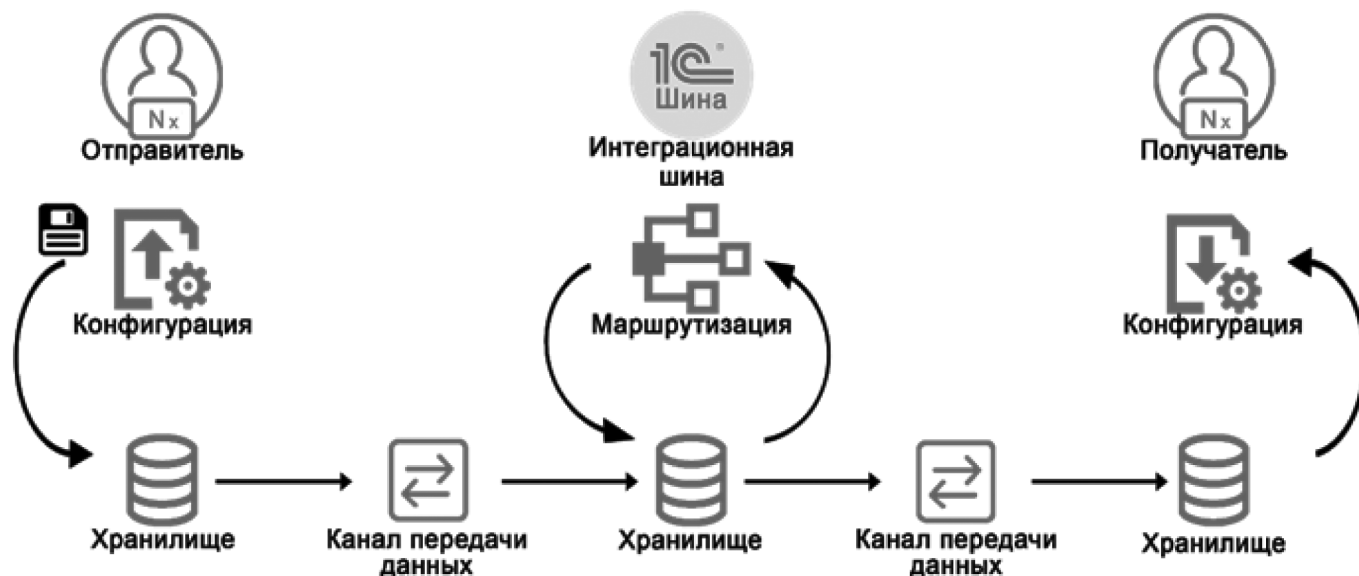 1С
Шина
Nx
Отправитель
Интеграционная
шина
Nx
Получатель
Конфигурация
Маршрутизация
Конфигурация
Хранилище
Канал передачи
данных
Хранилище
Канал передачи
данных
Хранилище